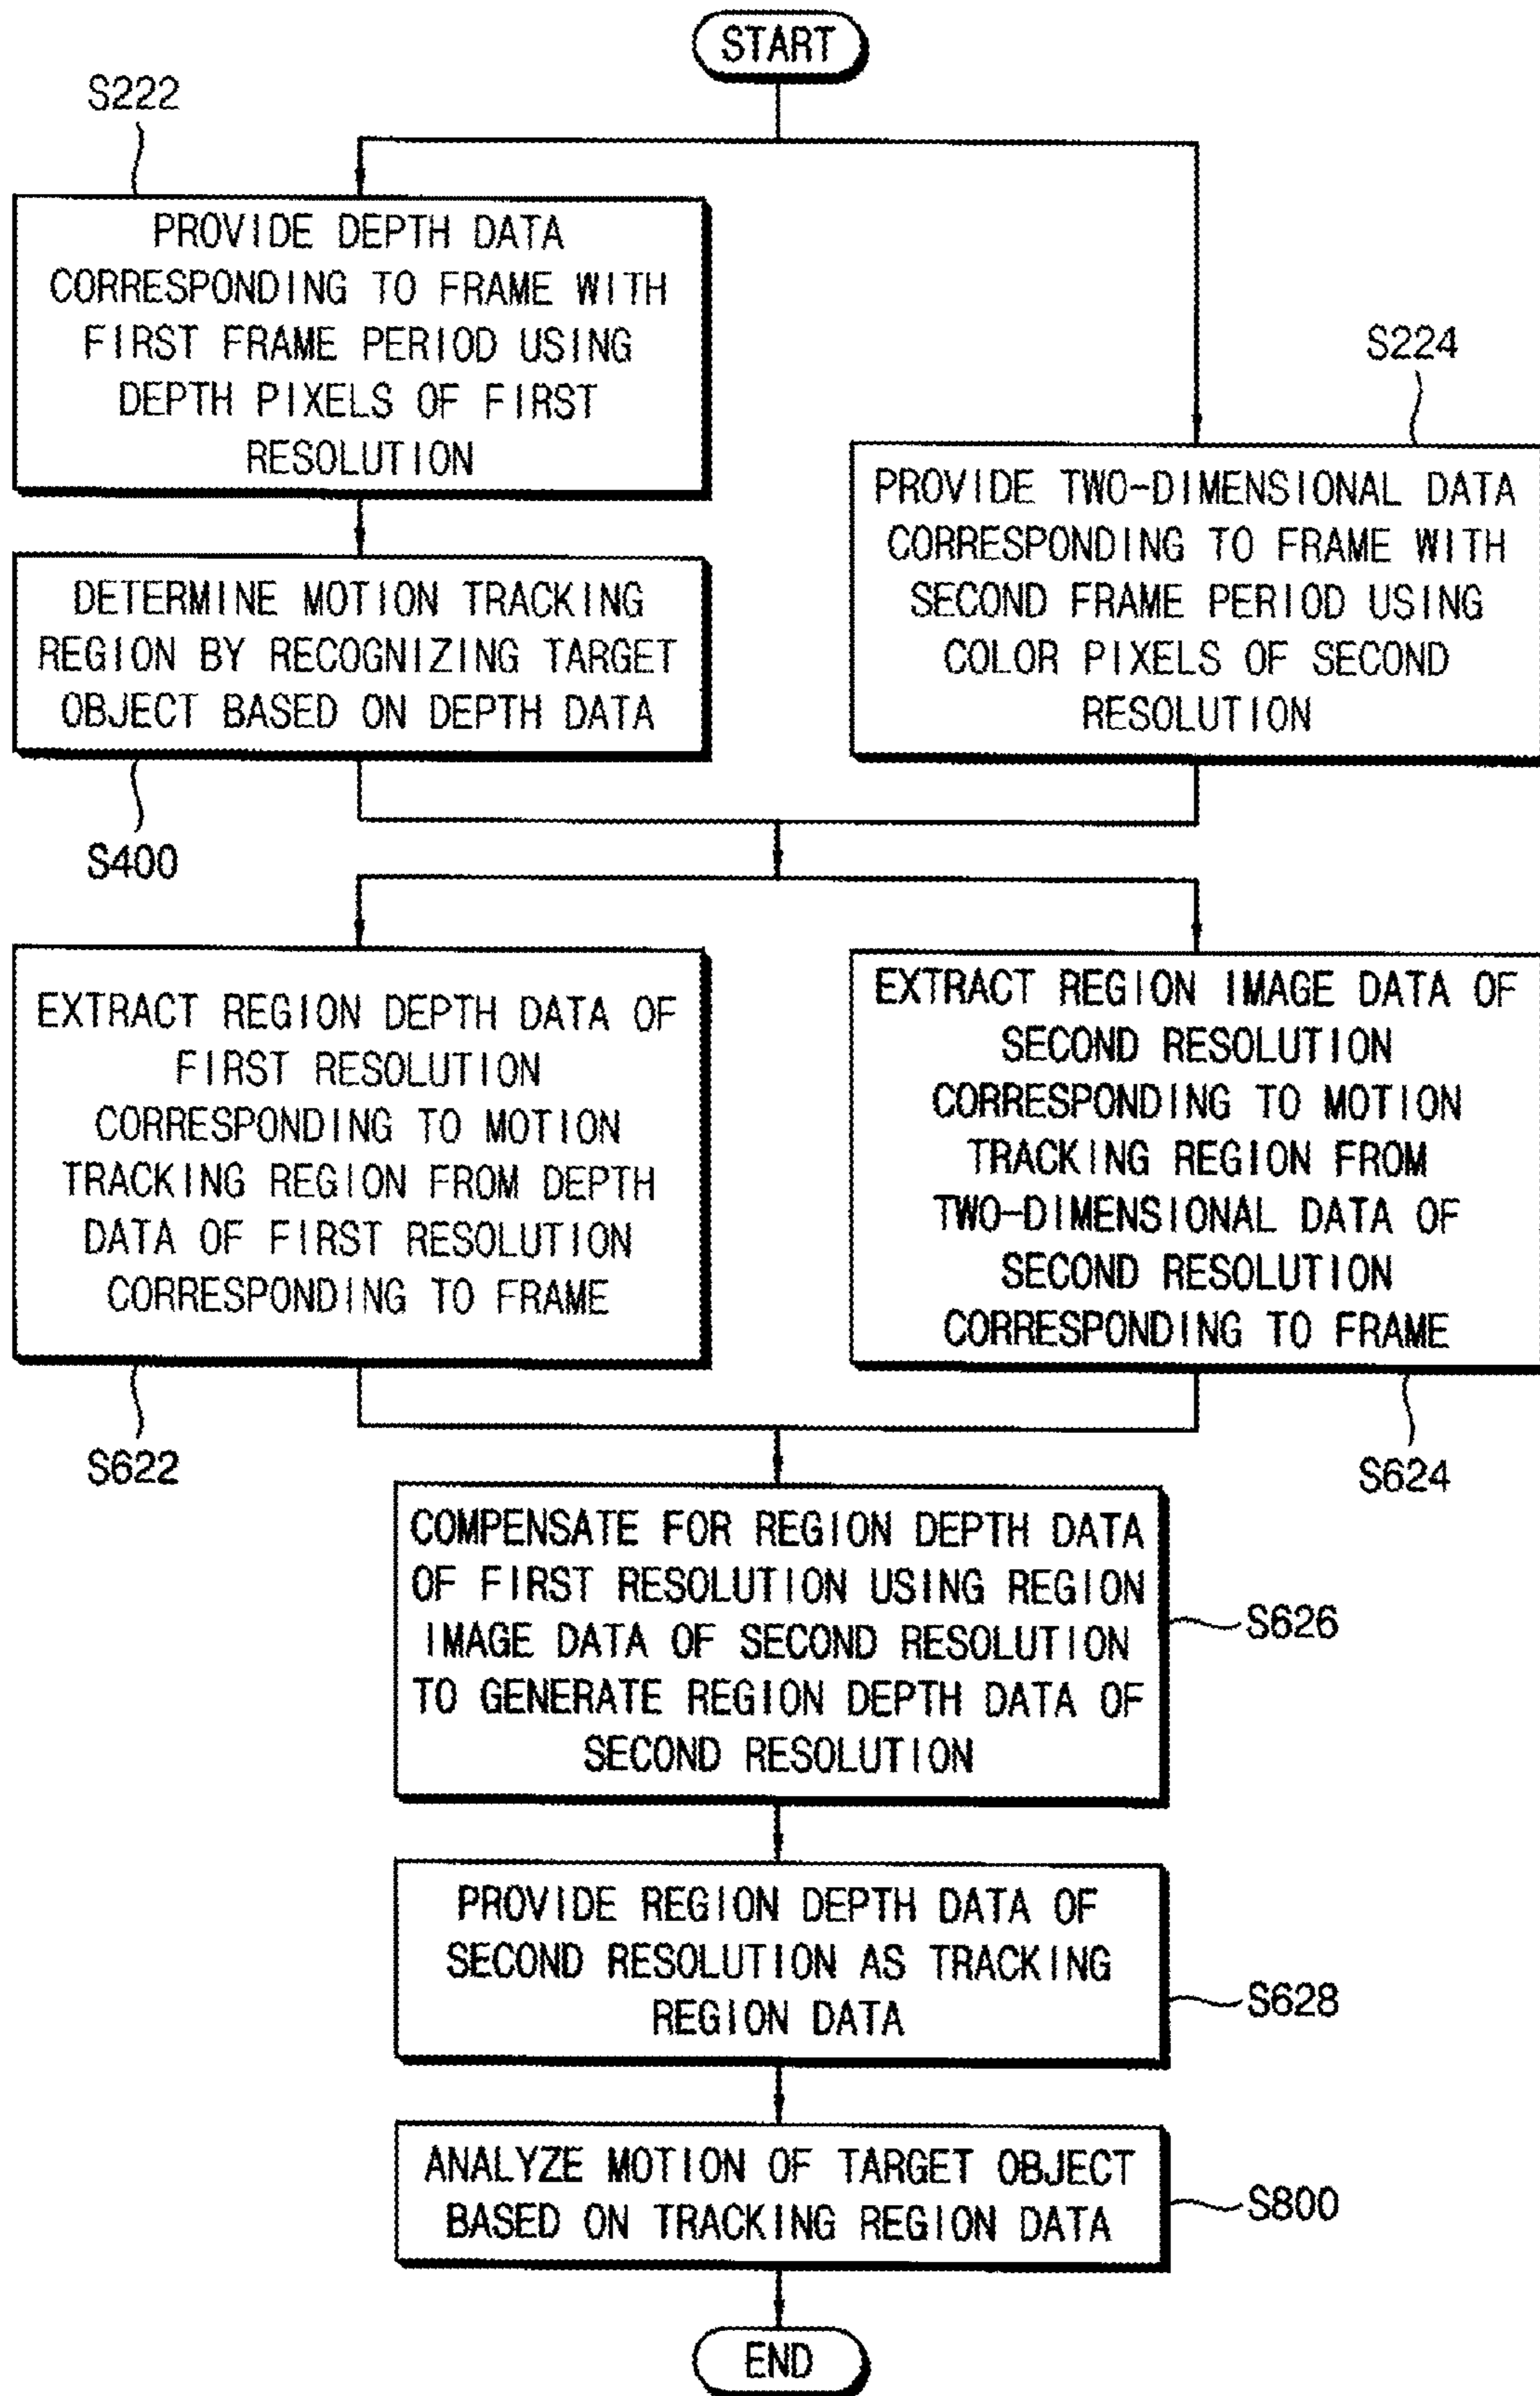 START
S222
PROVIDE DEPTH DATA
CORRESPONDING TO FRAME WITH
FIRST FRAME PERIOD USING
DEPTH PIXELS OF FIRST
RESOLUTION
S224
PROVIDE TWO-DIMENSIONAL DATA
CORRESPONDING TO FRAME WITH
SECOND FRAME PERIOD USING
COLOR PIXELS OF SECOND
RESOLUTION
DETERMINE MOTION TRACKING
REGION BY RECOGNIZING TARGET
OBJECT BASED ON DEPTH DATA
S400
EXTRACT REGION DEPTH DATA OF
FIRST RESOLUTION
CORRESPONDING TO MOTION
TRACKING REGION FROM DEPTH
DATA OF FIRST RESOLUTION
CORRESPONDING TO FRAME
S622
EXTRACT REGION IMAGE DATA OF
SECOND RESOLUTION
CORRESPONDING TO MOTION
TRACKING REGION FROM
TWO-DIMENSIONAL DATA OF
SECOND RESOLUTION
CORRESPONDING TO FRAME
S624
COMPENSATE FOR REGION DEPTH DATA
OF FIRST RESOLUTION USING REGION
IMAGE DATA OF SECOND RESOLUTION
TO GENERATE REGION DEPTH DATA OF
SECOND RESOLUTION
S626
PROVIDE REGION DEPTH DATA OF
SECOND RESOLUTION AS TRACKING
REGION DATA
S628
ANALYZE MOTION OF TARGET OBJECT
BASED ON TRACKING REGION DATA
S800
END